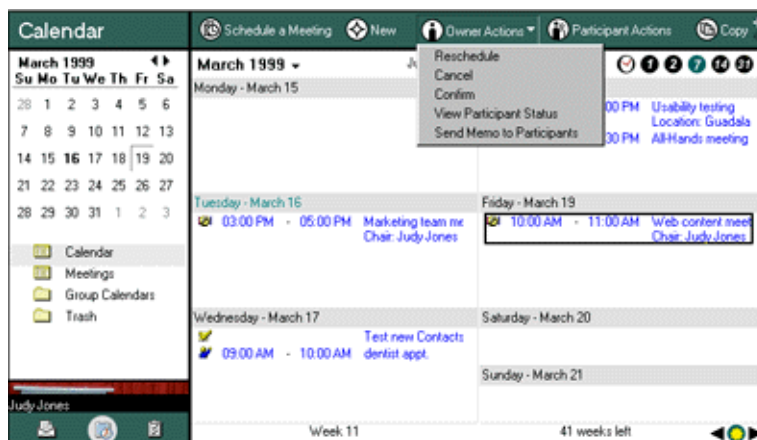 Calendar
Schedule a Meeting New Owner Actions Participant Actions Copy
March 1999
Su Mo Tu We Th Fr Sa
28 1 2 3 4 5 6
7 8 9 10 11 12 13
14 15 16 17 18 19 20
21 22 23 24 25 26 27
28 29 30 31 1 2 3
Calendar
Meetings
Group Calendars
Trash
Judy Jones
March 1999
1 2 7 14 31
Reschedule
Cancel
Confirm
View Participant Status
Send Memo to Participants
Monday - March 15
00 PM Usability testing
Location: Guadala
30 PM All-Hands meeting
Tuesday - March 16
03:00 PM - 05:00 PM Marketing team me
Chair: Judy Jones
Friday - March 19
10:00 AM - 11:00 AM Web content meet
Chair: Judy Jones
Wednesday - March 17
Test new Contacts
09:00 AM - 10:00 AM dentist appt.
Saturday - March 20
Sunday - March 21
Week 11
41 weeks left